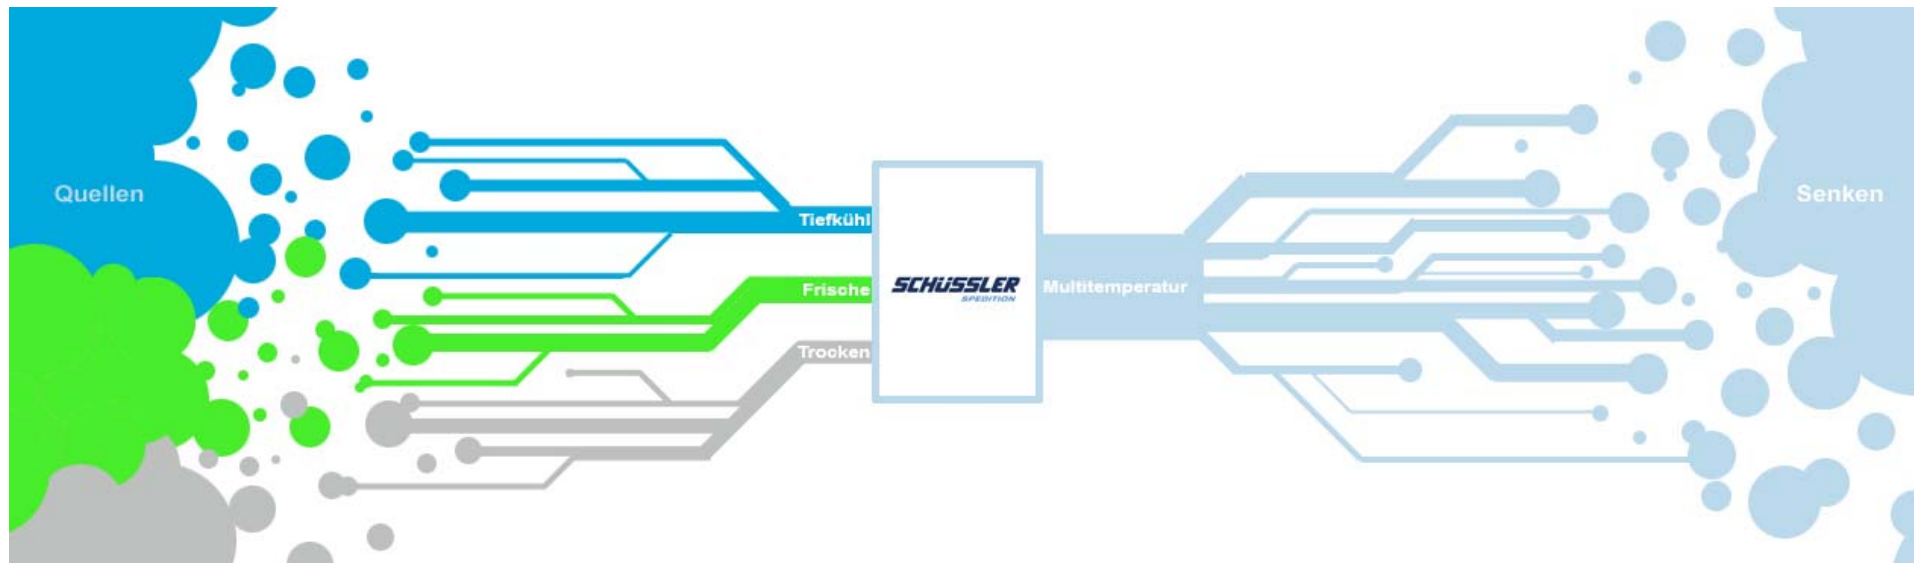 Quellen
Tiefkühl
Frische
Trocken
SCHÜSSLER
SPEDITION
Multitemperatur
Senken